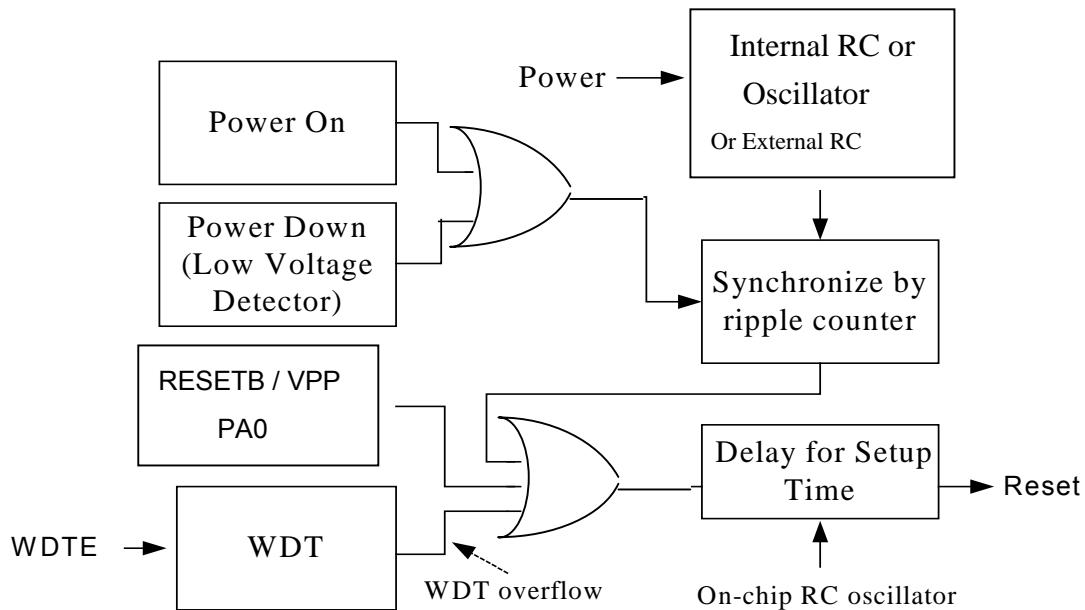 Power On
Power
Internal RC or
Oscillator
Or External RC
Power Down
(Low Voltage
Detector)
Synchronize by
ripple counter
RESETB / VPP
PA0
Delay for Setup
Time
Reset
WDTE
WDT
WDT overflow
On-chip RC oscillator